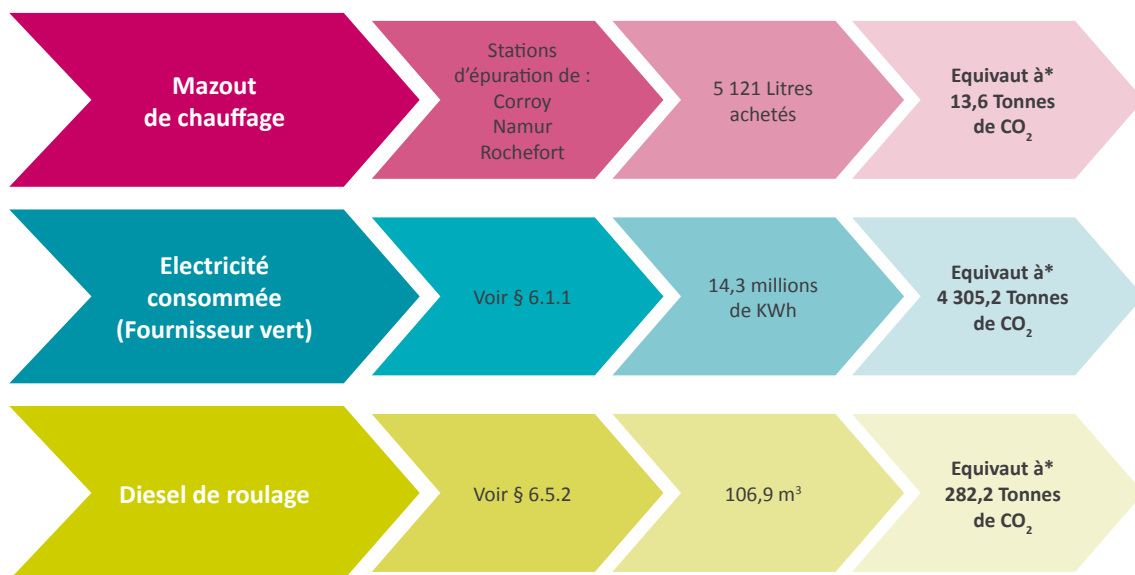 Mazout
de chauffage
Stations
d'épuration de :
Corroy
Namur
Rochefort
5 121 Litres
achetés
Equivaut à*
13,6 Tonnes
de CO₂
Electricité
consommée
(Fournisseur vert)
Voir § 6.1.1
14,3 millions
de KWh
Equivaut à*
4 305,2 Tonnes
de CO₂
Diesel de roulage
Voir § 6.5.2
106,9 m³
Equivaut à*
282,2 Tonnes
de CO₂